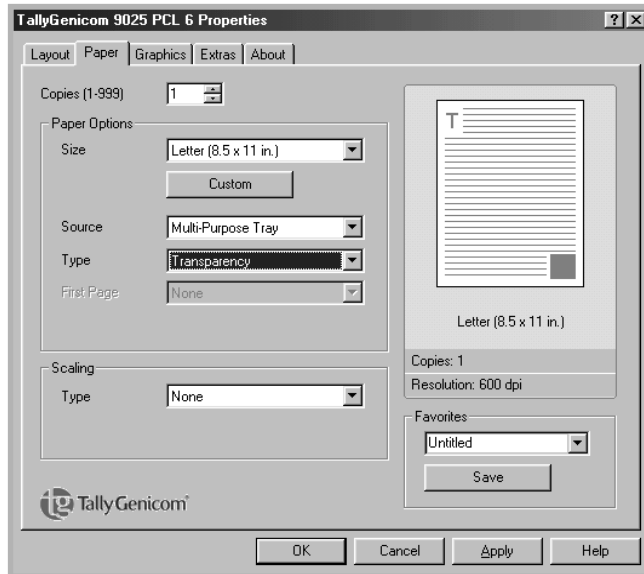 TallyGenicom 9025 PCL 6 Properties
Layout Paper Graphics Extras About
Copies (1-999) 1
Paper Options
Size Letter (8.5 x 11 in.)
Custom
Source Multi-Purpose Tray
Type Transparency
First Page None
Scaling
Type None
T
Letter (8.5 x 11 in.)
Copies: 1
Resolution: 600 dpi
Favorites
Untitled
Save
tg TallyGenicom
OK Cancel Apply Help